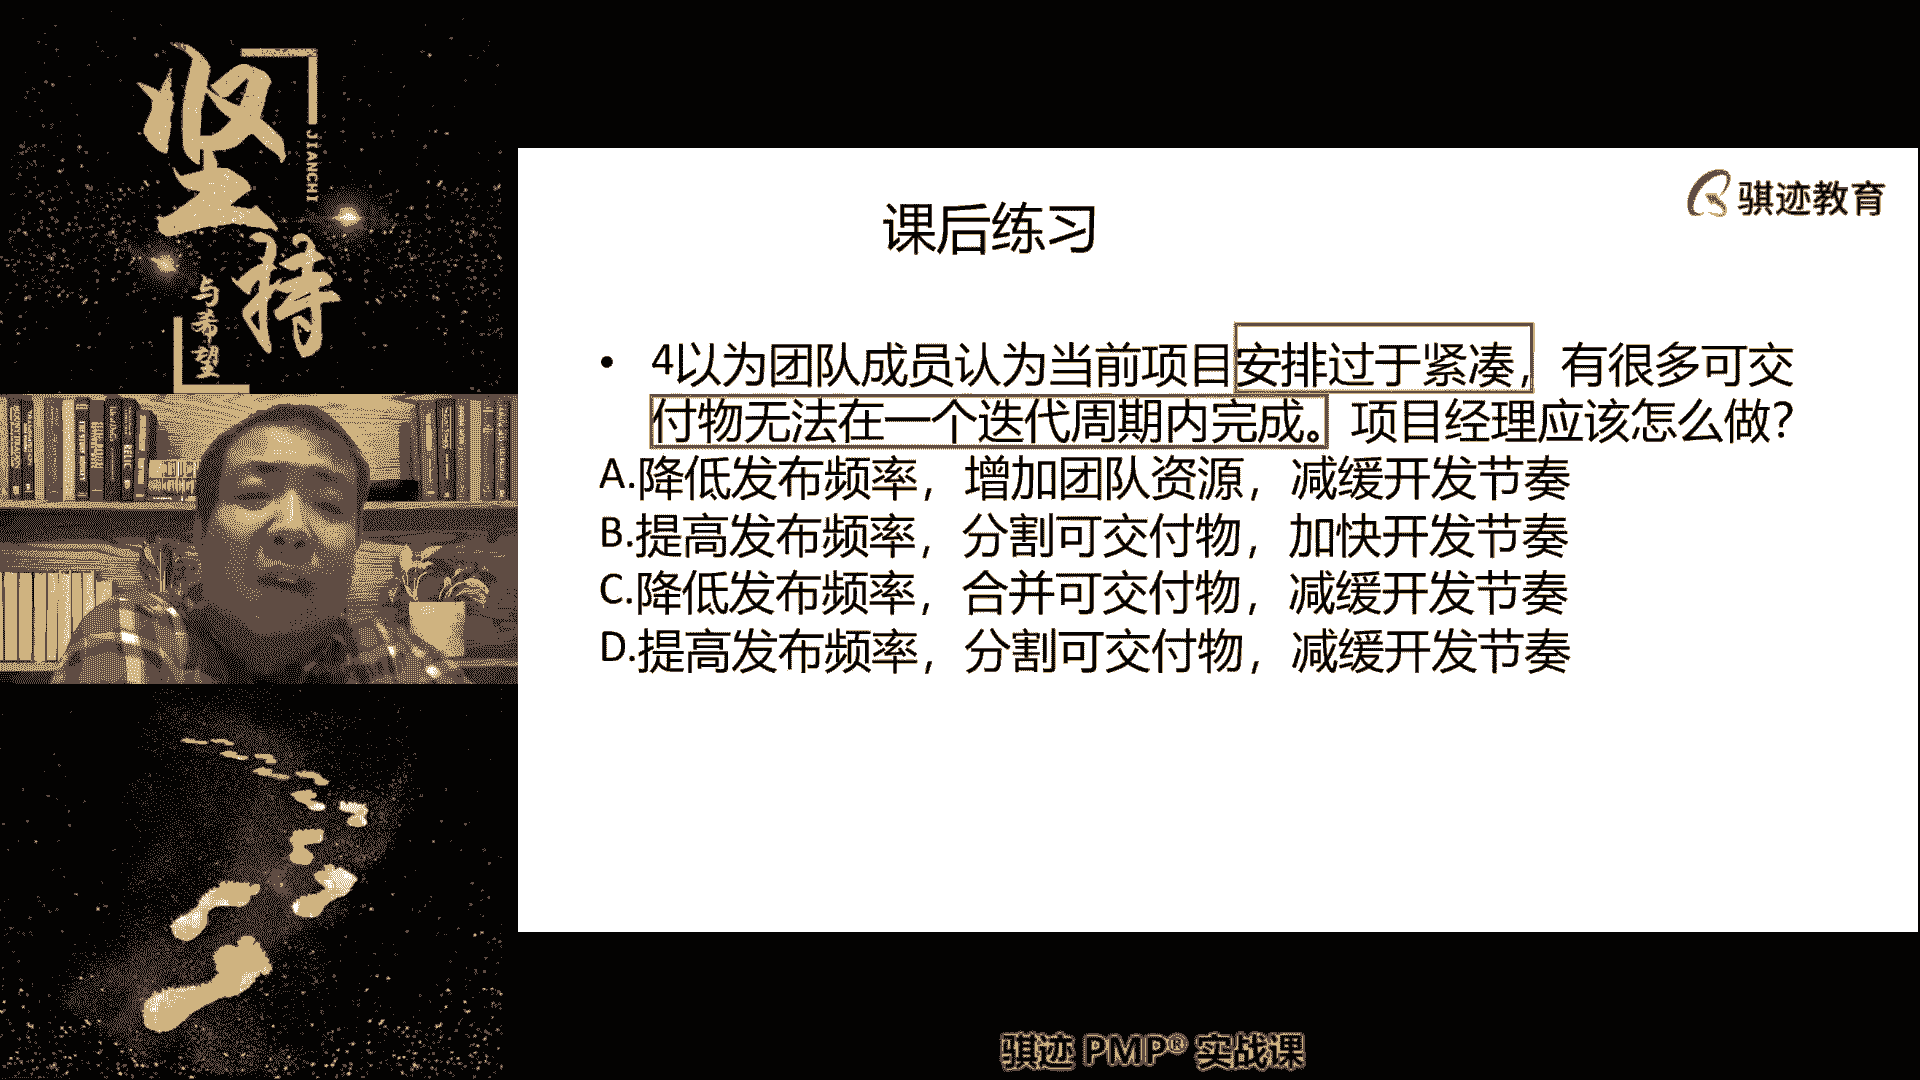 坚持
JIANCHI
与希望
骐迹教育
课后练习
• 4以为团队成员认为当前项目安排过于紧凑，有很多可交
付物无法在一个迭代周期内完成。项目经理应该怎么做？
A.降低发布频率，增加团队资源，减缓开发节奏
B.提高发布频率，分割可交付物，加快开发节奏
C.降低发布频率，合并可交付物，减缓开发节奏
D.提高发布频率，分割可交付物，减缓开发节奏
骐迹 PMP® 实战课